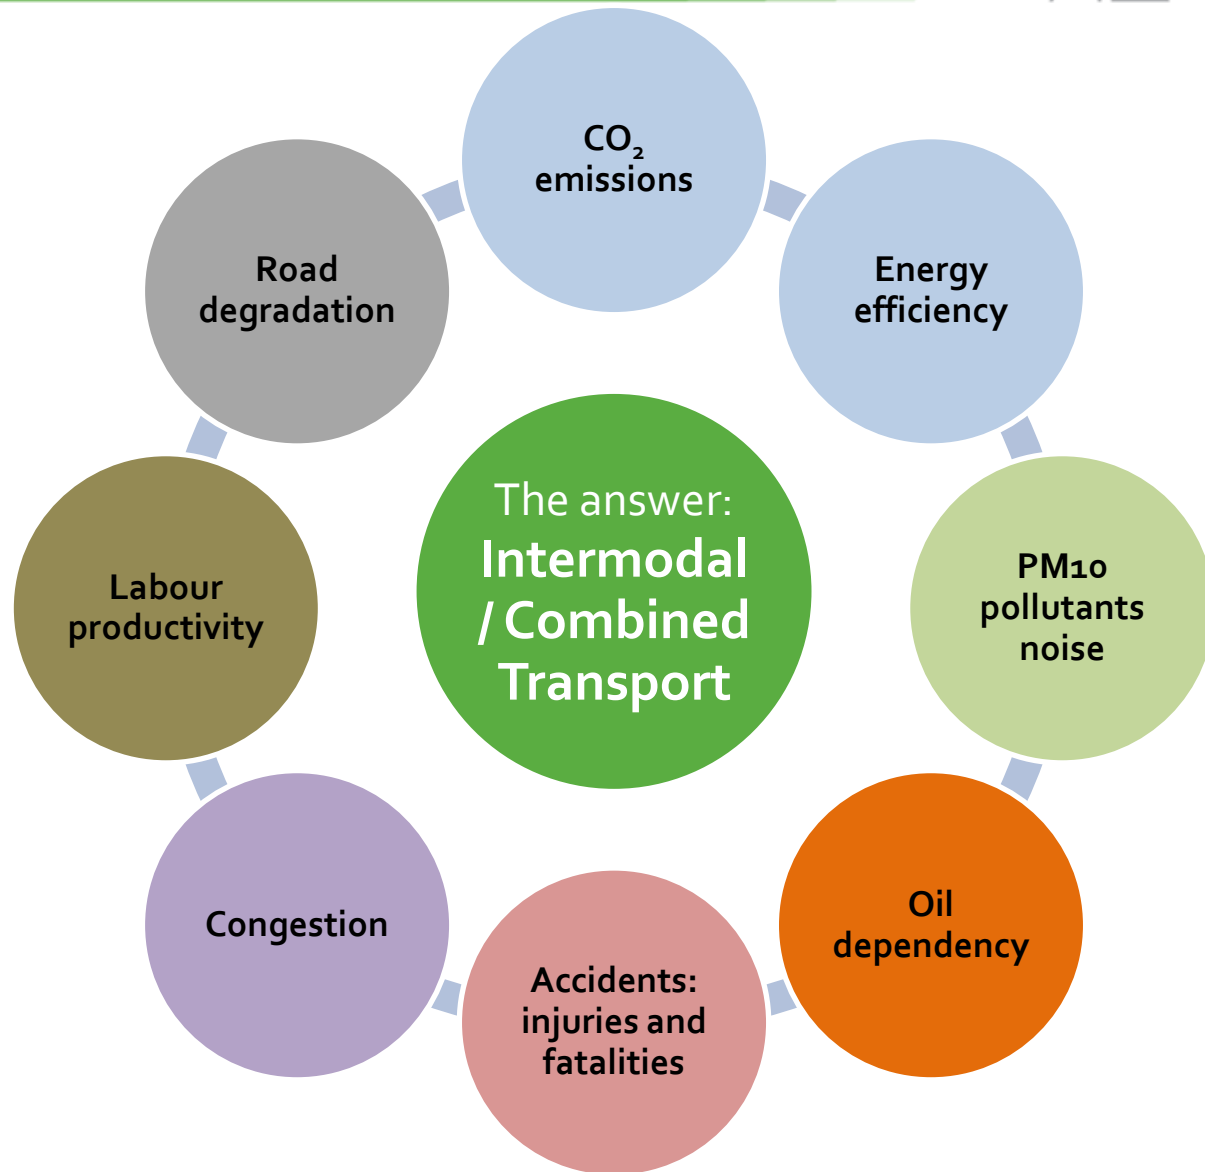 CO₂
emissions
Energy
efficiency
PM10
pollutants
noise
Oil
dependency
Accidents:
injuries and
fatalities
Congestion
Labour
productivity
Road
degradation
The answer:
Intermodal
/ Combined
Transport